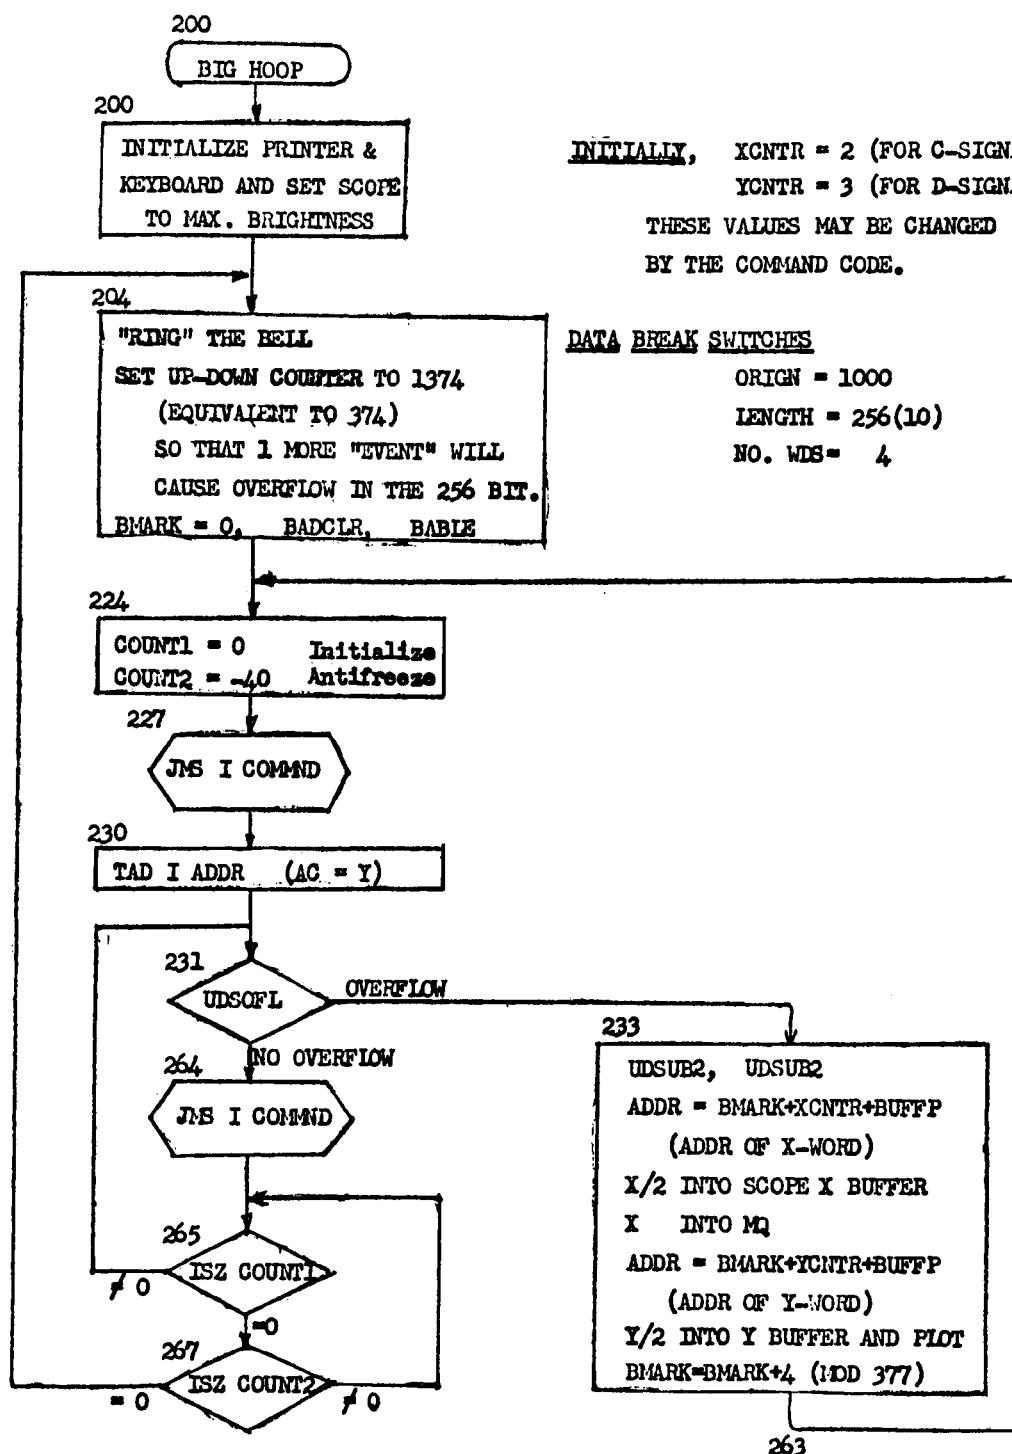 200
BIG HOOP
200
INITIALIZE PRINTER &
KEYBOARD AND SET SCOPE
TO MAX. BRIGHTNESS
INITIALLY, XCNTR = 2 (FOR C-SIGN
YCNTR = 3 (FOR D-SIGN
THESE VALUES MAY BE CHANGED
BY THE COMMAND CODE.
204
"RING" THE BELL
SET UP-DOWN COUNTER TO 1374
(EQUIVALENT TO 374)
SO THAT 1 MORE "EVENT" WILL
CAUSE OVERFLOW IN THE 256 BIT.
BMARK = 0, BADCLR, BABLE
DATA BREAK SWITCHES
ORIGN = 1000
LENGTH = 256(10)
NO. WDS= 4
224
COUNT1 = 0 Initialize
COUNT2 = -40 Antifreeze
227
JMS I COMMND
230
TAD I ADDR (AC = Y)
231
UDSOFL
OVERFLOW
NO OVERFLOW
264
JMS I COMMND
265
ISZ COUNT1
≠ 0
=0
267
ISZ COUNT2
= 0
≠ 0
233
UDSUB2, UDSUB2
ADDR = BMARK+XCNTR+BUFFP
(ADDR OF X-WORD)
X/2 INTO SCOPE X BUFFER
X INTO MQ
ADDR = BMARK+YCNTR+BUFFP
(ADDR OF Y-WORD)
Y/2 INTO Y BUFFER AND PLOT
BMARK=BMARK+4 (MOD 377)
263